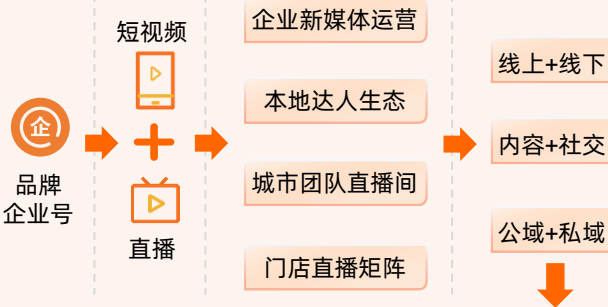 企
品牌
企业号
短视频
直播
企业新媒体运营
本地达人生态
城市团队直播间
门店直播矩阵
线上+线下
内容+社交
公域+私域